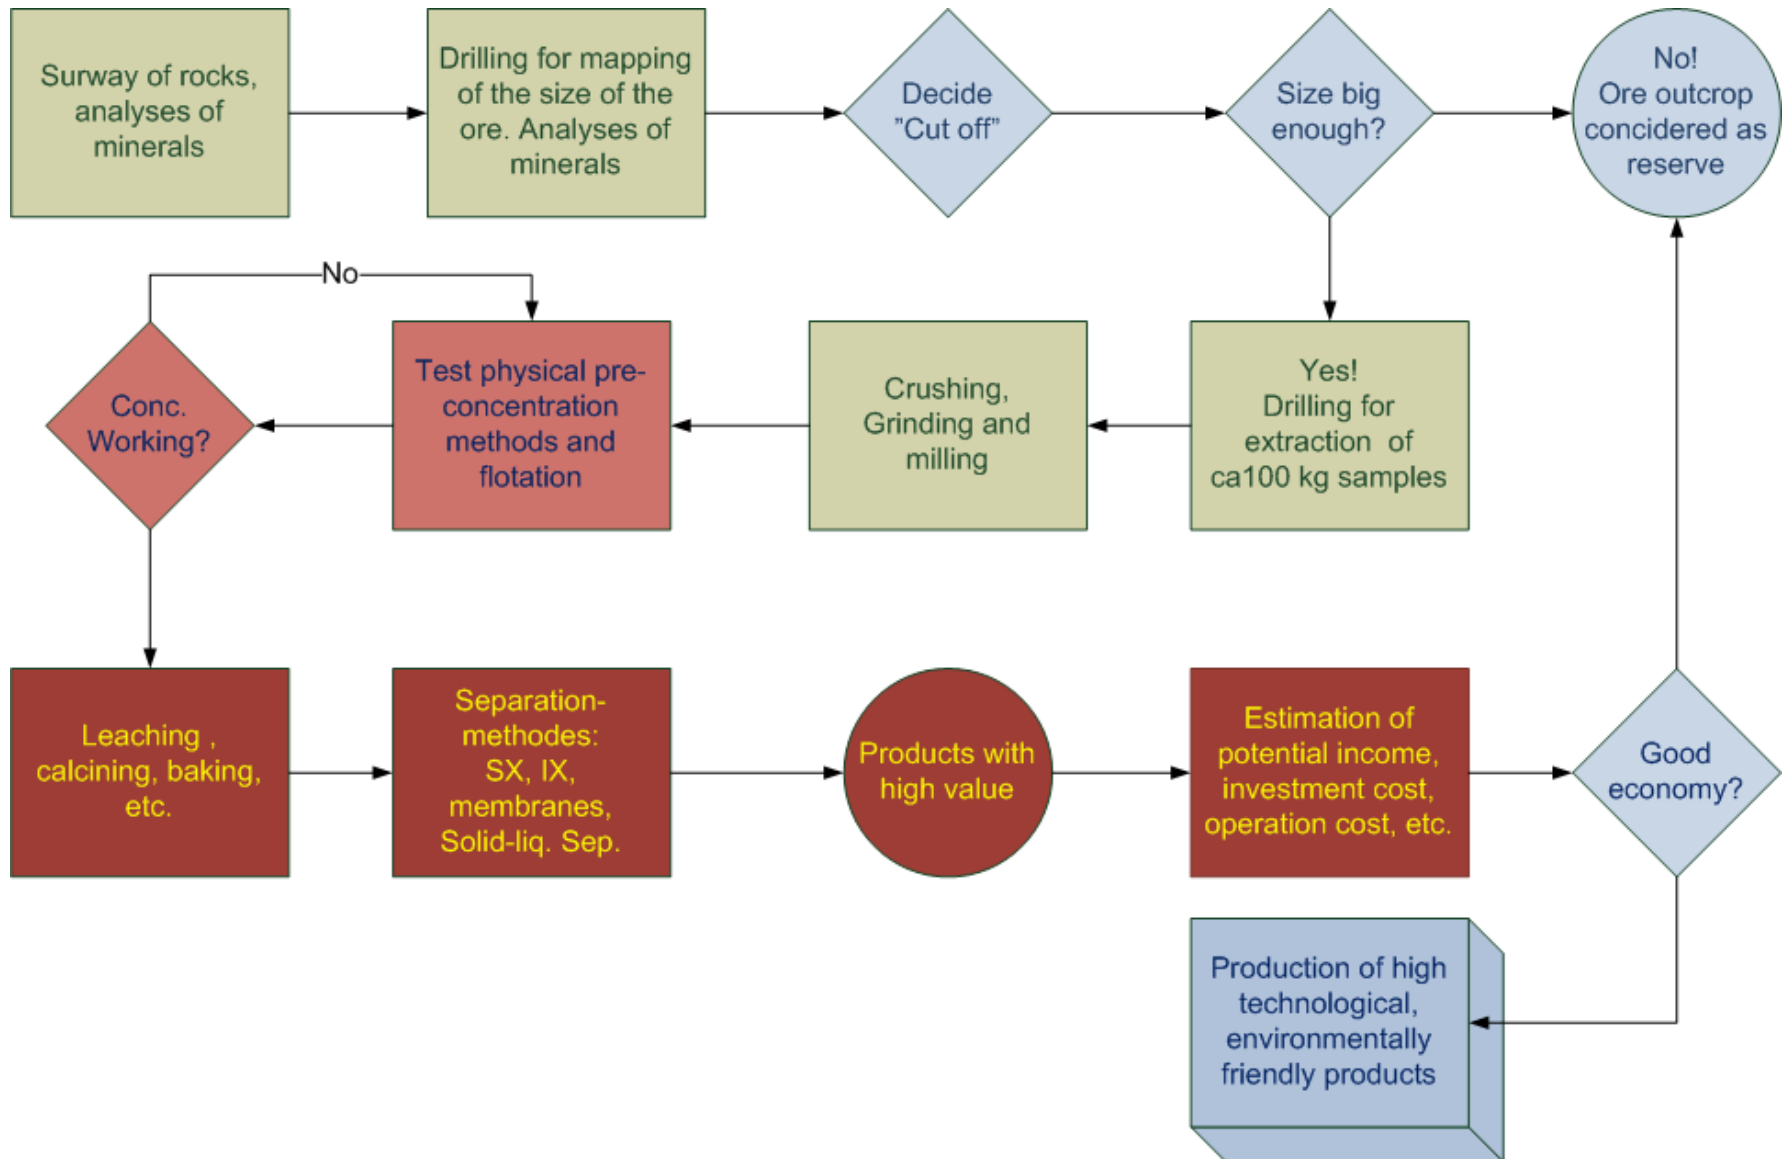 Surway of rocks,
analyses of
minerals
Drilling for mapping
of the size of the
ore. Analyses of
minerals
Decide
”Cut off”
Size big
enough?
No!
Ore outcrop
concidered as
reserve
No
Conc.
Working?
Test physical pre-
concentration
methods and
flotation
Crushing,
Grinding and
milling
Yes!
Drilling for
extraction of
ca100 kg samples
Leaching ,
calcining, baking,
etc.
Separation-
methodes:
SX, IX,
membranes,
Solid-liq. Sep.
Products with
high value
Estimation of
potential income,
investment cost,
operation cost, etc.
Good
economy?
Production of high
technological,
environmentally
friendly products